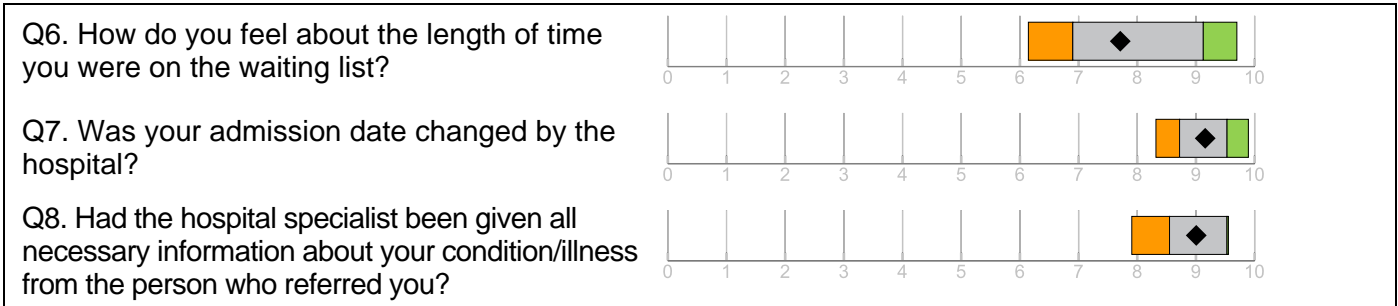 Q6. How do you feel about the length of time
you were on the waiting list?
0 1 2 3 4 5 6 7 8 9 10
Q7. Was your admission date changed by the
hospital?
0 1 2 3 4 5 6 7 8 9 10
Q8. Had the hospital specialist been given all
necessary information about your condition/illness
from the person who referred you?
0 1 2 3 4 5 6 7 8 9 10